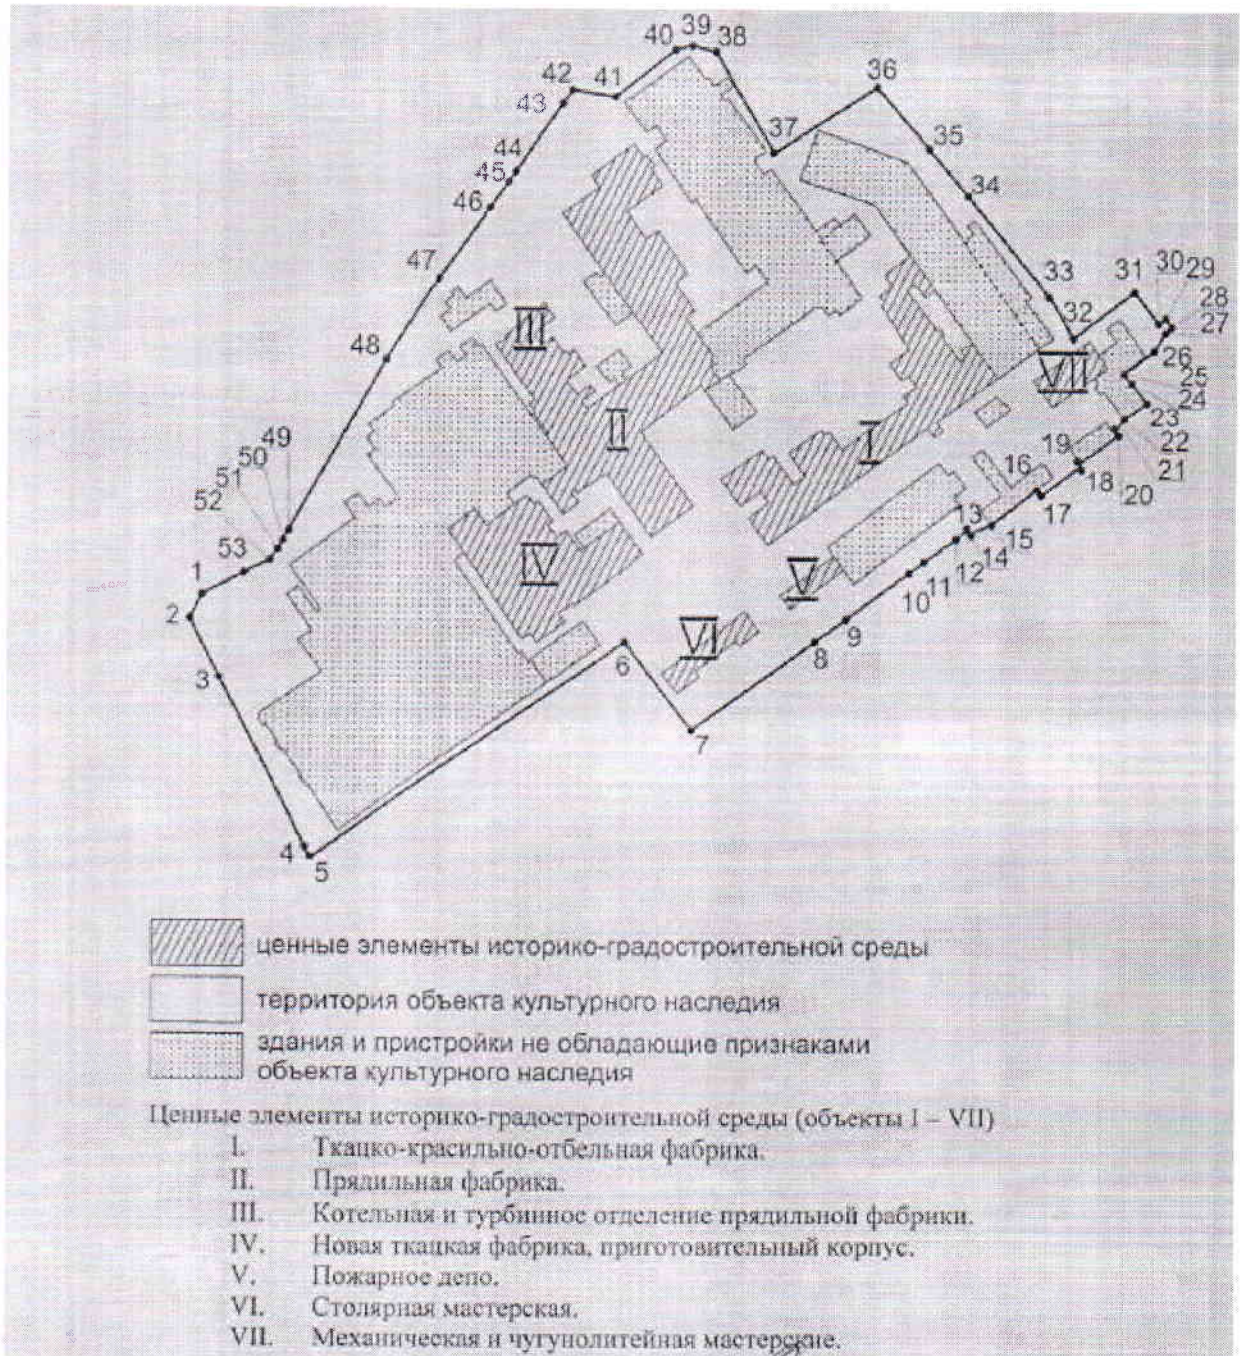 39
40 38
42 41 36
43
37 35
44
45 34
46
47 33 31 30 29
III 32 28
27
48 VII 26
25
24
49 II I 23
50 19 22
51 16 18 21
52 20
13 17
53 IV 15
14
1 V 12
11
10
2 VI 9
6 8
3
7
4
5
ценные элементы историко-градостроительной среды
территория объекта культурного наследия
здания и пристройки не обладающие признаками
объекта культурного наследия
Ценные элементы историко-градостроительной среды (объекты I – VII)
I. Ткацко-красильно-отбельная фабрика.
II. Прядильная фабрика.
III. Котельная и турбинное отделение прядильной фабрики.
IV. Новая ткацкая фабрика, приготовительный корпус.
V. Пожарное депо.
VI. Столярная мастерская.
VII. Механическая и чугунолитейная мастерские.